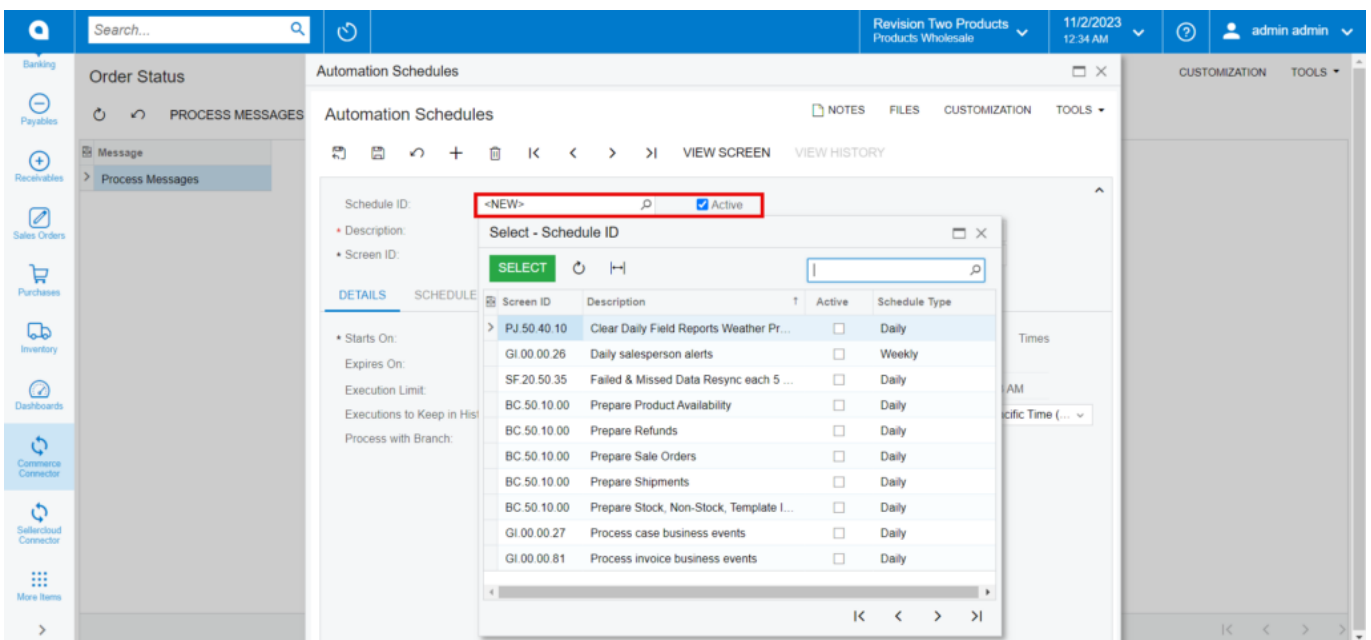 Search...
Revision Two Products
Products Wholesale
11/2/2023
12:34 AM
admin admin
Banking
Payables
Receivables
Sales Orders
Purchases
Inventory
Dashboards
Commerce
Connector
Sellercloud
Connector
More Items
Order Status
PROCESS MESSAGES
Message
Process Messages
CUSTOMIZATION TOOLS
Automation Schedules
Automation Schedules
NOTES FILES CUSTOMIZATION TOOLS
VIEW SCREEN VIEW HISTORY
Schedule ID: <NEW> Active
* Description:
* Screen ID:
DETAILS SCHEDULE
* Starts On:
Expires On:
Execution Limit:
Executions to Keep in Hist
Process with Branch:
Times
AM
cific Time (...
Select - Schedule ID
SELECT
Screen ID Description Active Schedule Type
PJ.50.40.10 Clear Daily Field Reports Weather Pr... Daily
GI.00.00.26 Daily salesperson alerts Weekly
SF.20.50.35 Failed & Missed Data Resync each 5 ... Daily
BC.50.10.00 Prepare Product Availability Daily
BC.50.10.00 Prepare Refunds Daily
BC.50.10.00 Prepare Sale Orders Daily
BC.50.10.00 Prepare Shipments Daily
BC.50.10.00 Prepare Stock, Non-Stock, Template I... Daily
GI.00.00.27 Process case business events Daily
GI.00.00.81 Process invoice business events Daily